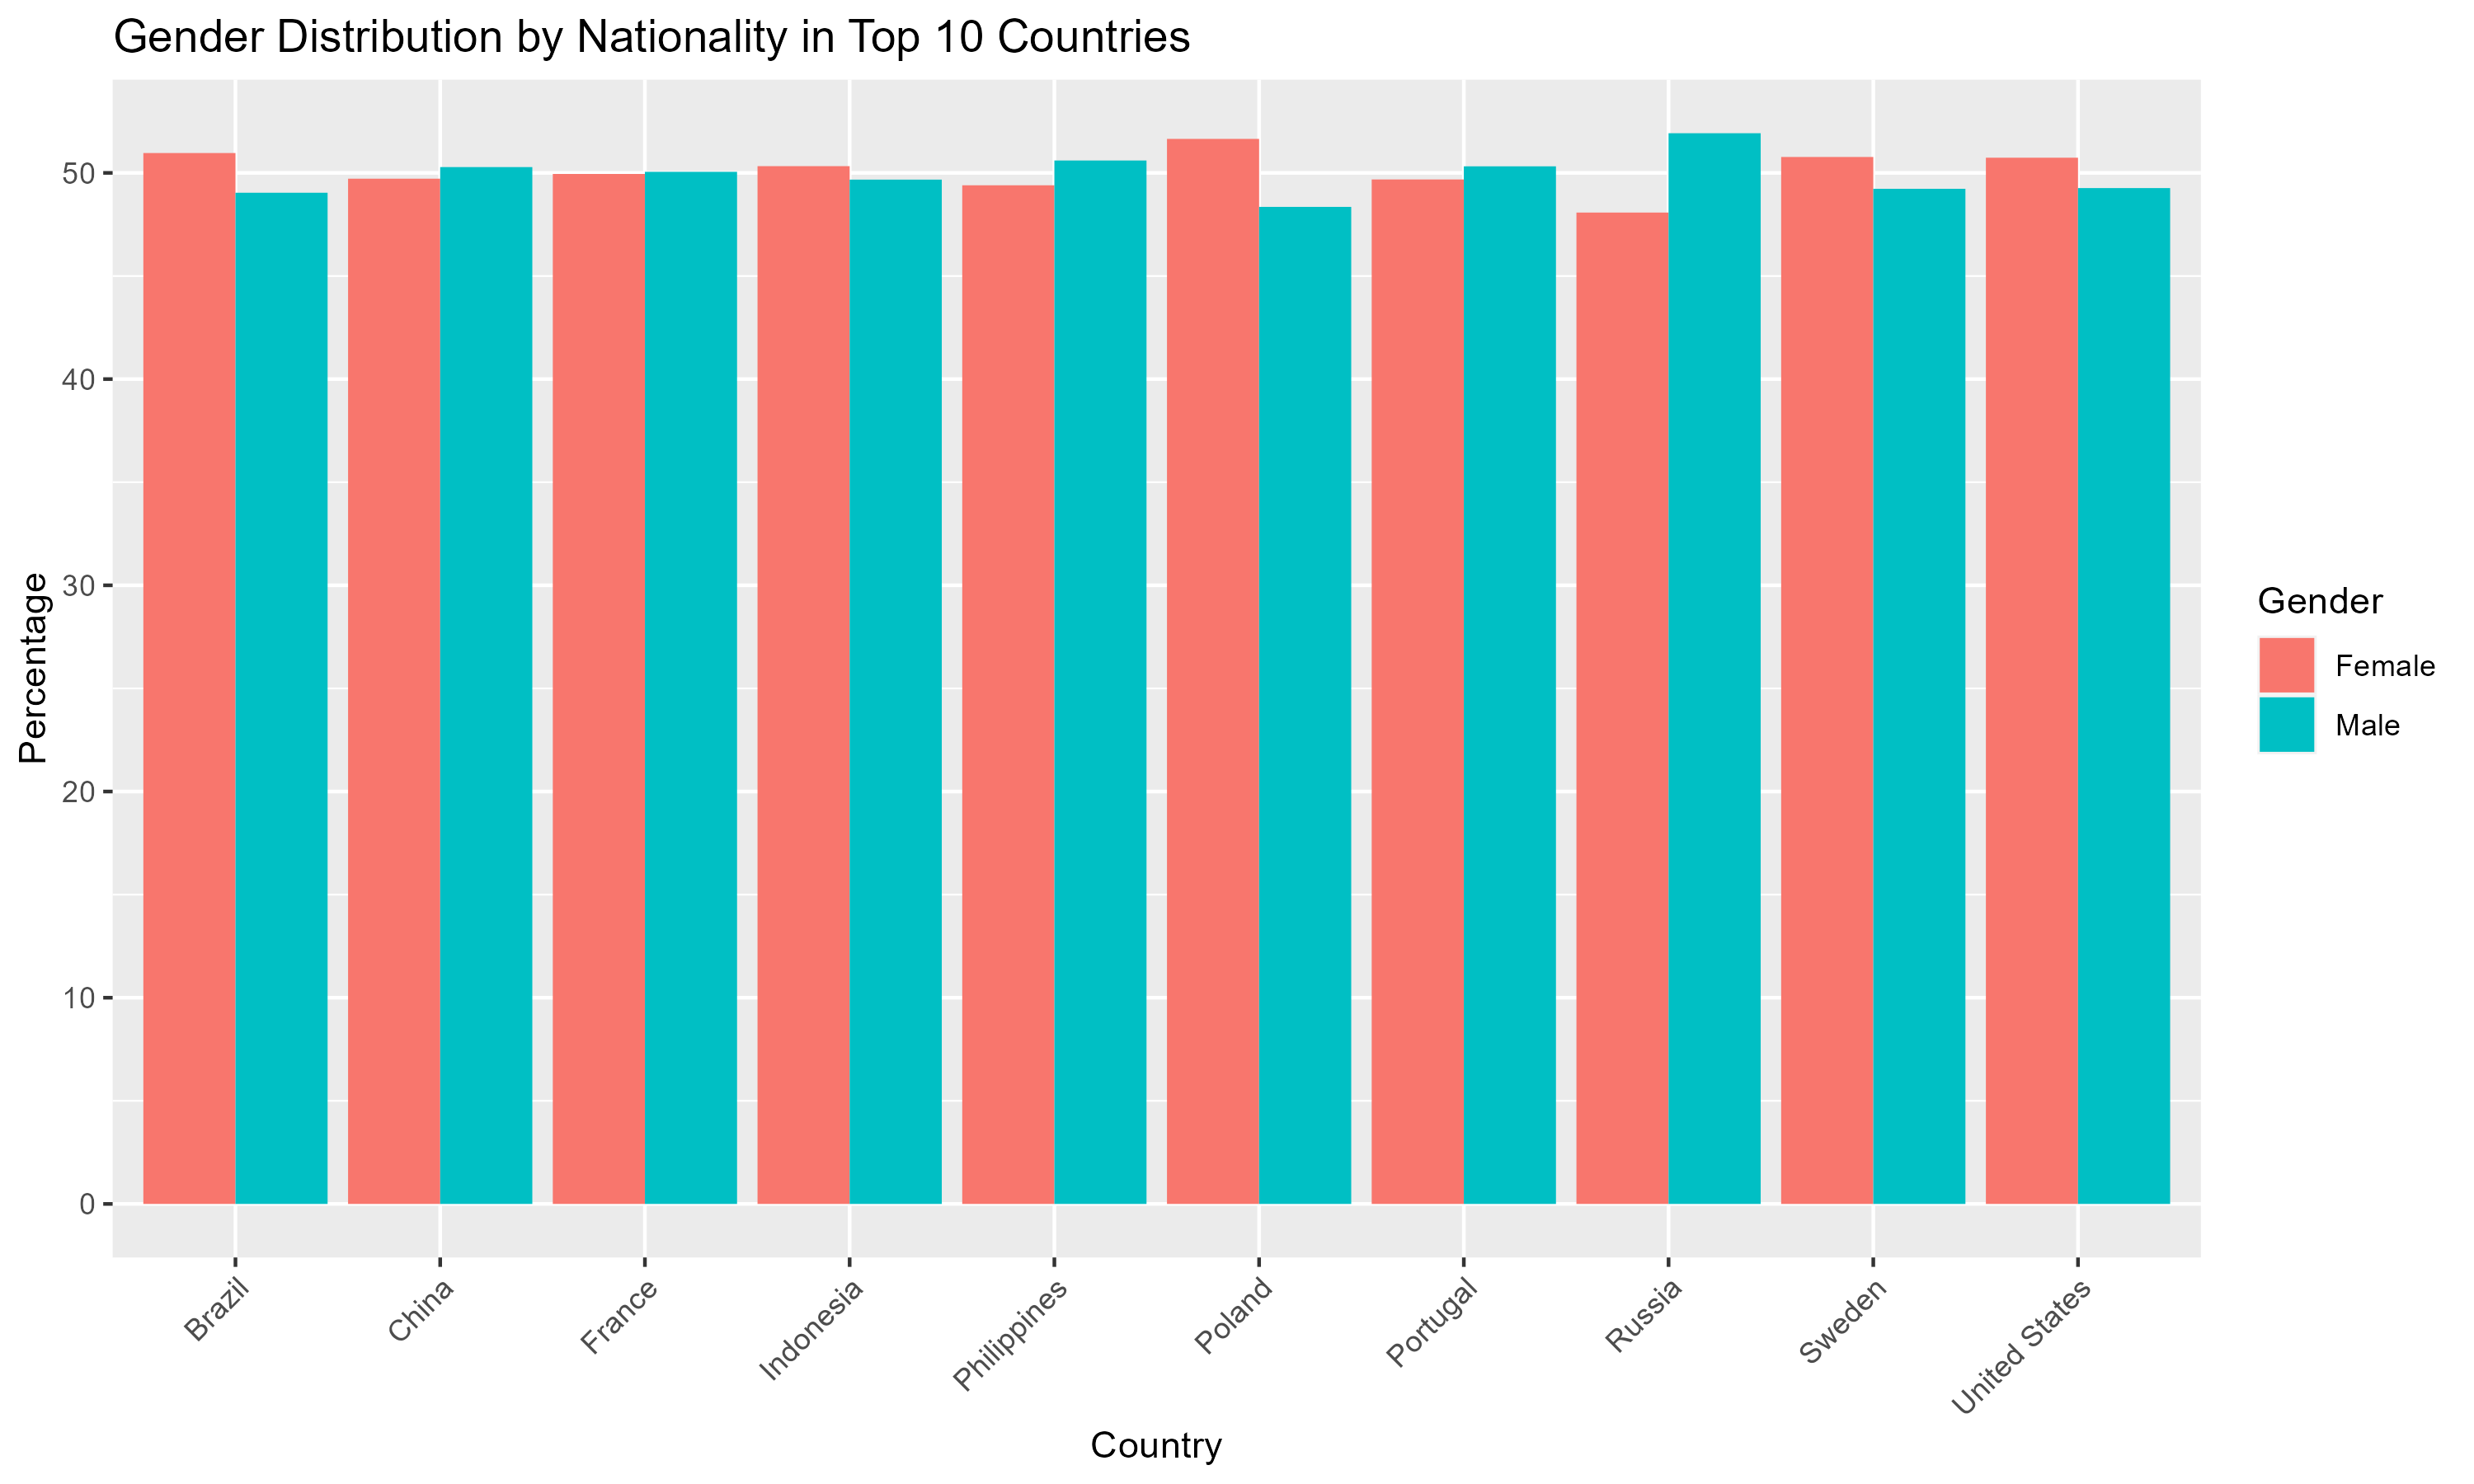 Gender Distribution by Nationality in Top 10 Countries
Percentage
50
40
30
20
10
0
Brazil
China
France
Indonesia
Philippines
Poland
Portugal
Russia
Sweden
United States
Country
Gender
Female
Male